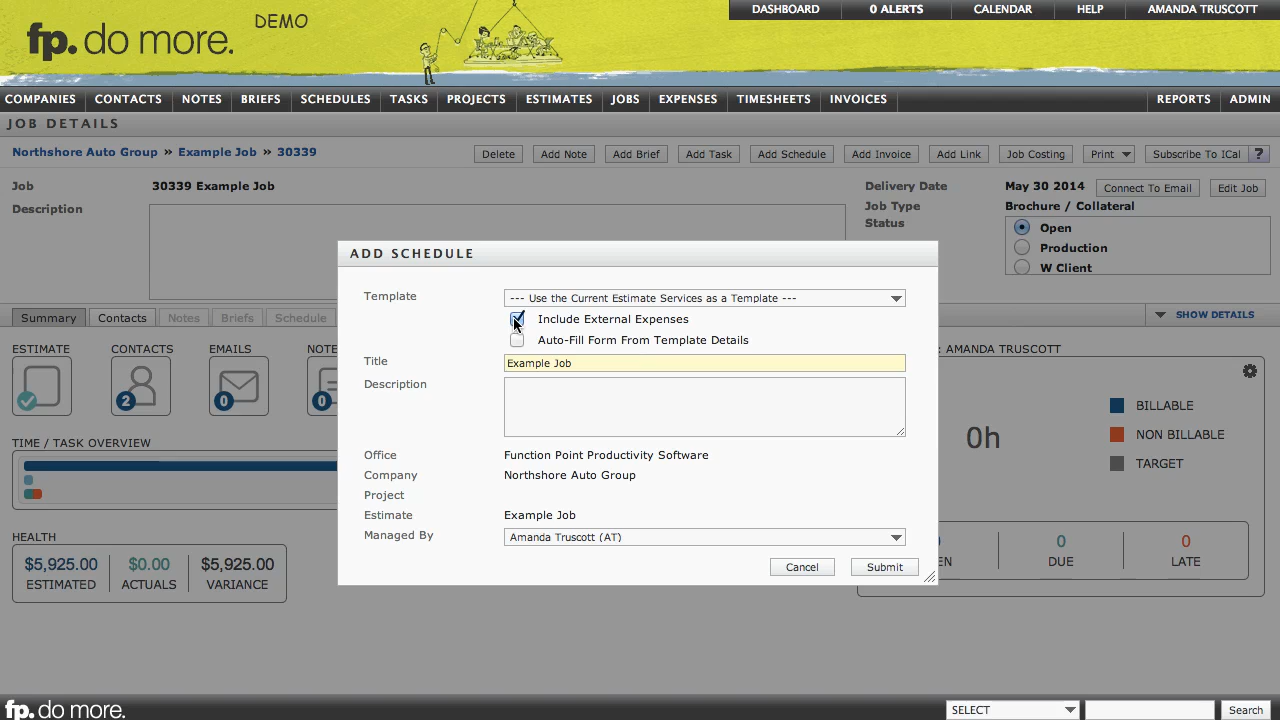 DASHBOARD 0 ALERTS CALENDAR HELP AMANDA TRUSCOTT
DEMO
fp. do more.
COMPANIES CONTACTS NOTES BRIEFS SCHEDULES TASKS PROJECTS ESTIMATES JOBS EXPENSES TIMESHEETS INVOICES REPORTS ADMIN
JOB DETAILS
Northshore Auto Group » Example Job » 30339 Delete Add Note Add Brief Add Task Add Schedule Add Invoice Add Link Job Costing Print Subscribe To ICal ?
Job 30339 Example Job Delivery Date May 30 2014 Connect To Email Edit Job
Description Job Type Brochure / Collateral
Status Open
Production
W Client
ADD SCHEDULE
Template --- Use the Current Estimate Services as a Template ---
Include External Expenses
Auto-Fill Form From Template Details
Title Example Job
Description
Office Function Point Productivity Software
Company Northshore Auto Group
Project
Estimate Example Job
Managed By Amanda Truscott (AT)
Cancel Submit
Summary Contacts Notes Briefs Schedule SHOW DETAILS
ESTIMATE CONTACTS EMAILS NOTE : AMANDA TRUSCOTT
2 0 0
0h BILLABLE
NON BILLABLE
TARGET
TIME / TASK OVERVIEW
HEALTH
$5,925.00 $0.00 $5,925.00
ESTIMATED ACTUALS VARIANCE
0 0
EN DUE LATE
fp. do more. SELECT Search